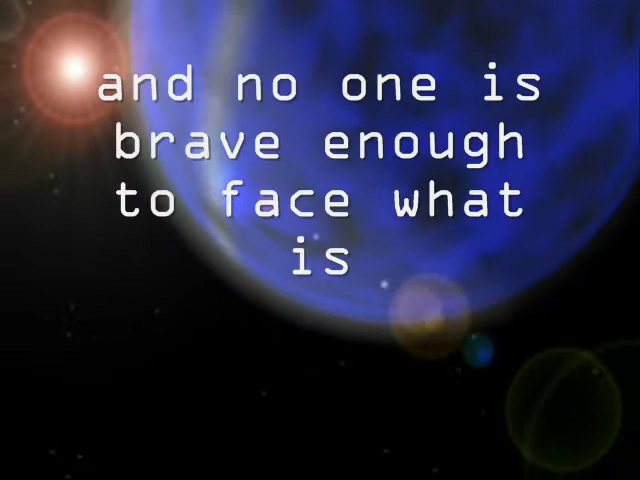 and no one is
brave enough
to face what
is